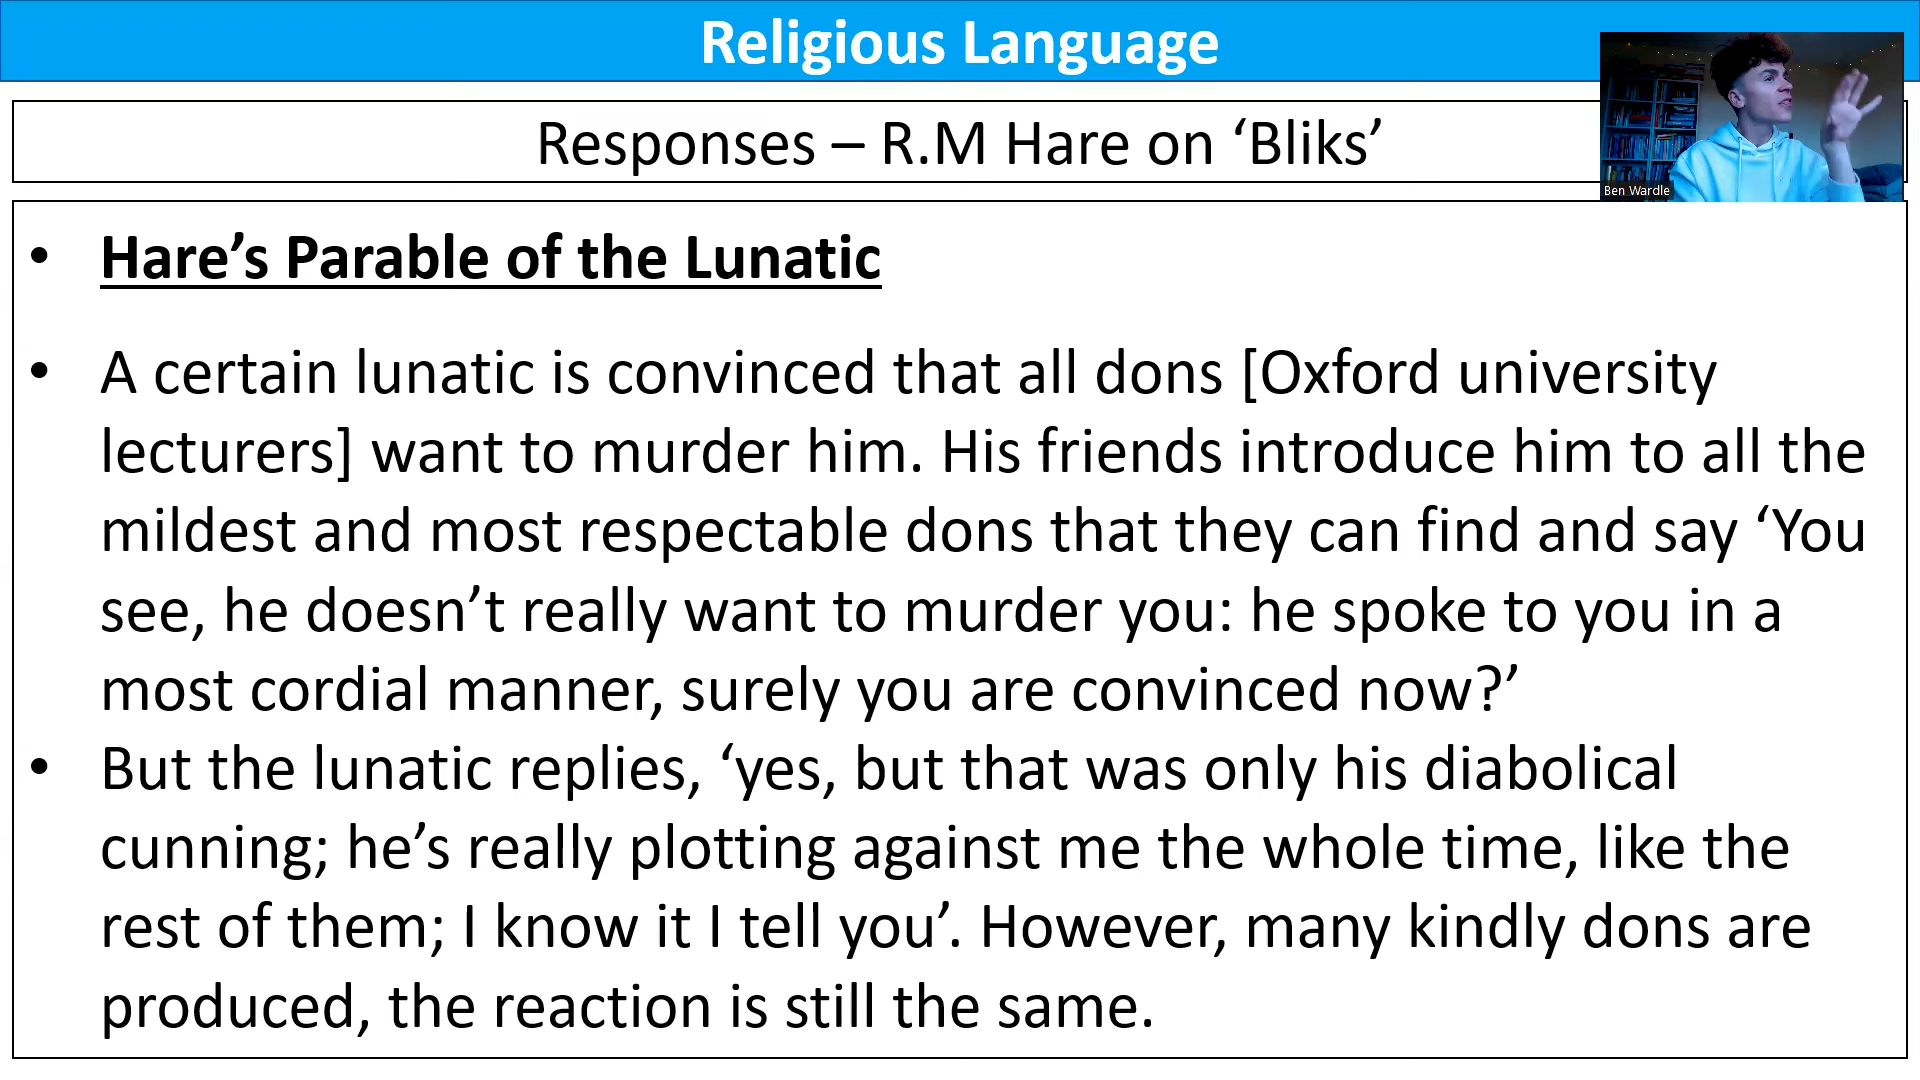 Religious Language
Responses – R.M Hare on ‘Bliks’
Ben Wardle
• Hare’s Parable of the Lunatic
• A certain lunatic is convinced that all dons [Oxford university
lecturers] want to murder him. His friends introduce him to all the
mildest and most respectable dons that they can find and say ‘You
see, he doesn’t really want to murder you: he spoke to you in a
most cordial manner, surely you are convinced now?’
• But the lunatic replies, ‘yes, but that was only his diabolical
cunning; he’s really plotting against me the whole time, like the
rest of them; I know it I tell you’. However, many kindly dons are
produced, the reaction is still the same.